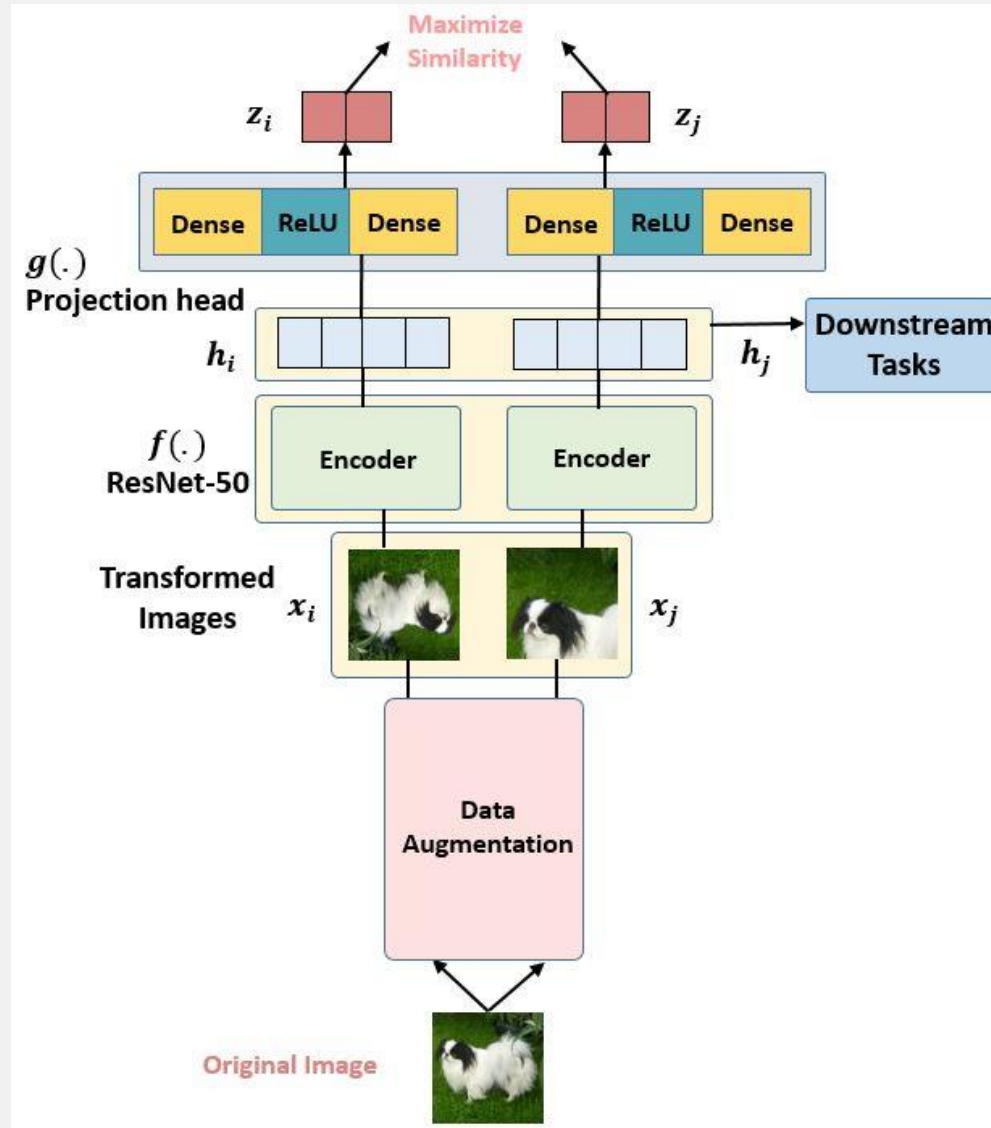 Maximize
Similarity
z_i
z_j
Dense ReLU Dense
Dense ReLU Dense
g(.)
Projection head
h_i
h_j
Downstream
Tasks
f(.)
ResNet-50
Encoder
Encoder
Transformed
Images
x_i
x_j
Data
Augmentation
Original Image